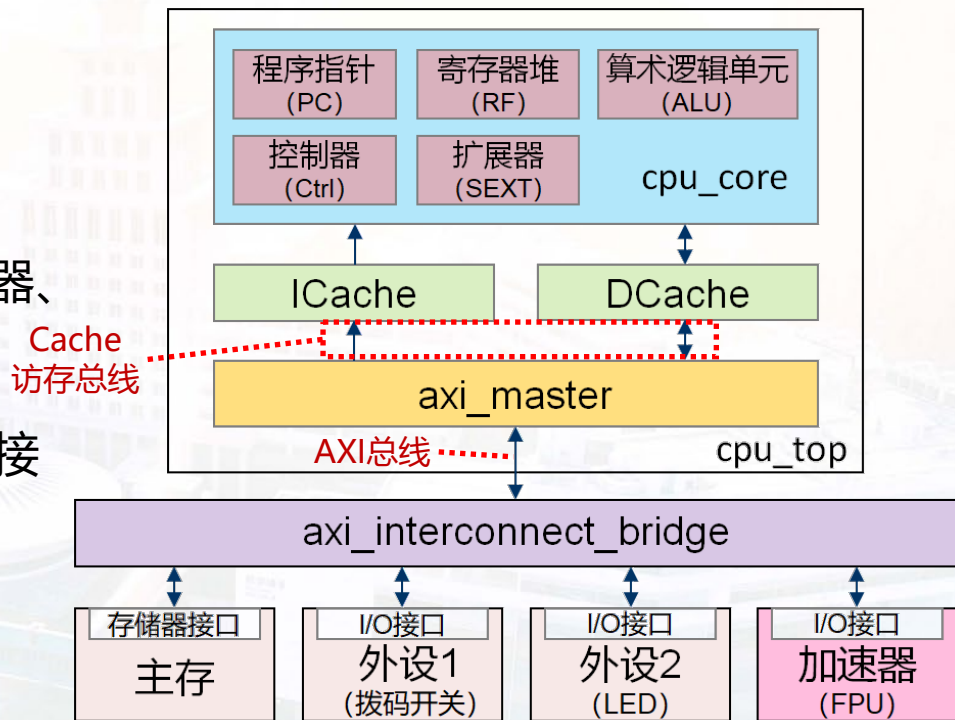 程序指针
(PC)
寄存器堆
(RF)
算术逻辑单元
(ALU)
控制器
(Ctrl)
扩展器
(SEXT)
cpu_core
ICache
DCache
器、
Cache
访存总线
axi_master
接
AXI总线
cpu_top
axi_interconnect_bridge
存储器接口
主存
I/O接口
外设1
(拨码开关)
I/O接口
外设2
(LED)
I/O接口
加速器
(FPU)